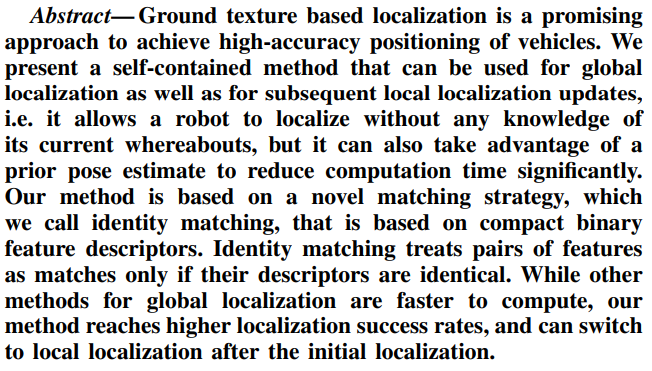 Abstract— Ground texture based localization is a promising
approach to achieve high-accuracy positioning of vehicles. We
present a self-contained method that can be used for global
localization as well as for subsequent local localization updates,
i.e. it allows a robot to localize without any knowledge of
its current whereabouts, but it can also take advantage of a
prior pose estimate to reduce computation time significantly.
Our method is based on a novel matching strategy, which
we call identity matching, that is based on compact binary
feature descriptors. Identity matching treats pairs of features
as matches only if their descriptors are identical. While other
methods for global localization are faster to compute, our
method reaches higher localization success rates, and can switch
to local localization after the initial localization.